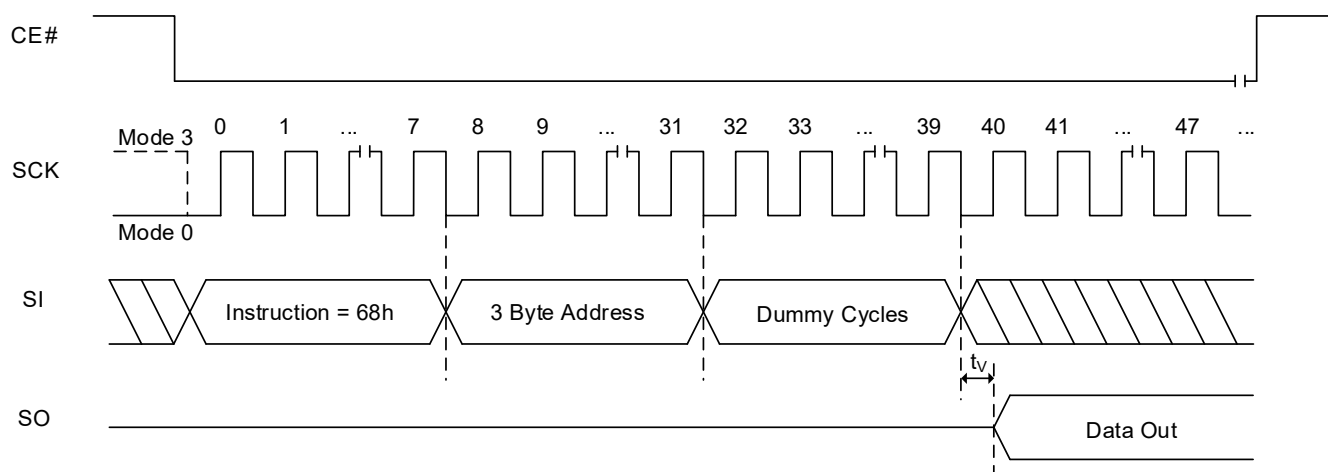 CE#
Mode 3
0 1 ... 7 8 9 ... 31 32 33 ... 39 40 41 ... 47 ...
SCK
Mode 0
SI
Instruction = 68h
3 Byte Address
Dummy Cycles
tV
SO
Data Out